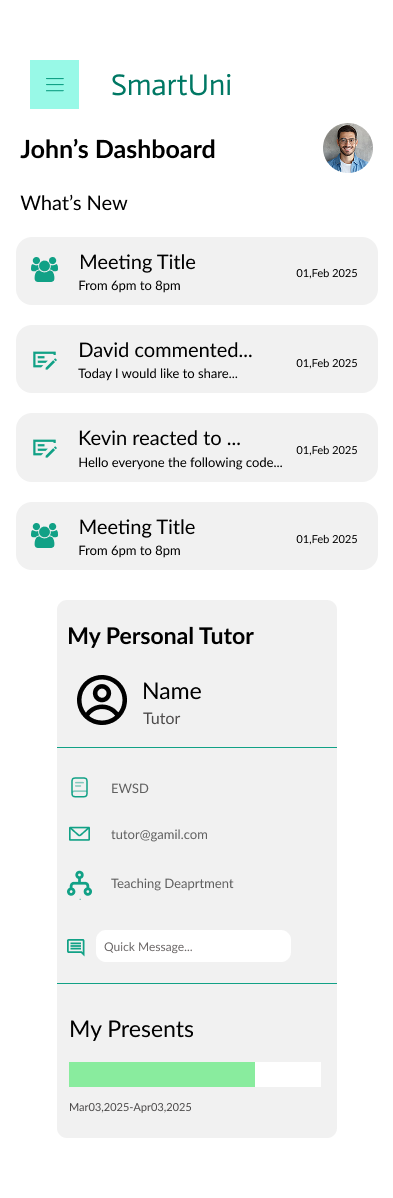 SmartUni
John's Dashboard
What's New
Meeting Title
From 6pm to 8pm
01,Feb 2025
David commented...
Today I would like to share...
01,Feb 2025
Kevin reacted to ...
Hello everyone the following code...
01,Feb 2025
Meeting Title
From 6pm to 8pm
01,Feb 2025
My Personal Tutor
Name
Tutor
EWSD
tutor@gamil.com
Teaching Deaprtment
Quick Message...
My Presents
Mar03,2025-Apr03,2025